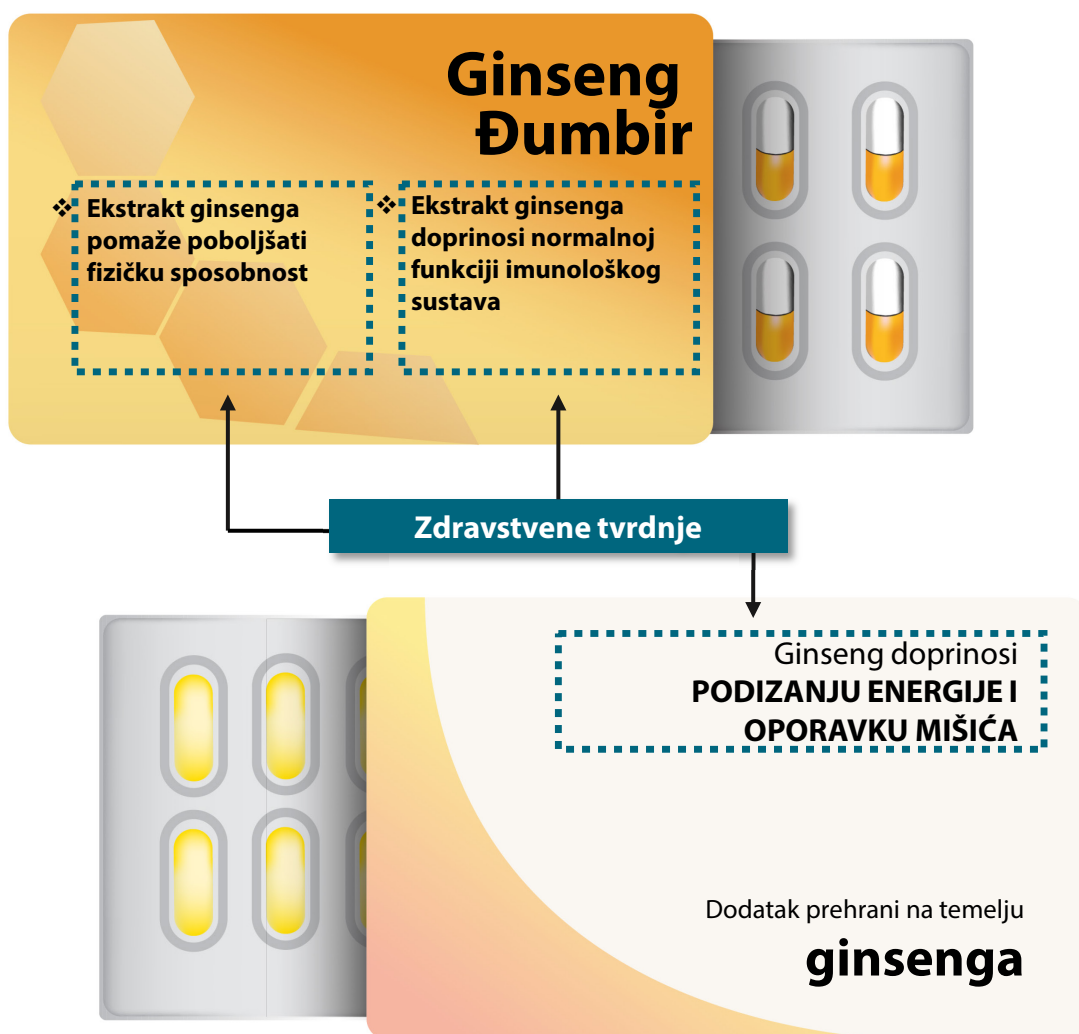 Ginseng
Đumbir
❖ Ekstrakt ginsenga
pomaže poboljšati
fizičku sposobnost
❖ Ekstrakt ginsenga
doprinosi normalnoj
funkciji imunološkog
sustava
Zdravstvene tvrdnje
Ginseng doprinosi
PODIZANJU ENERGIJE I
OPORAVKU MIŠIĆA
Dodatak prehrani na temelju
ginsenga